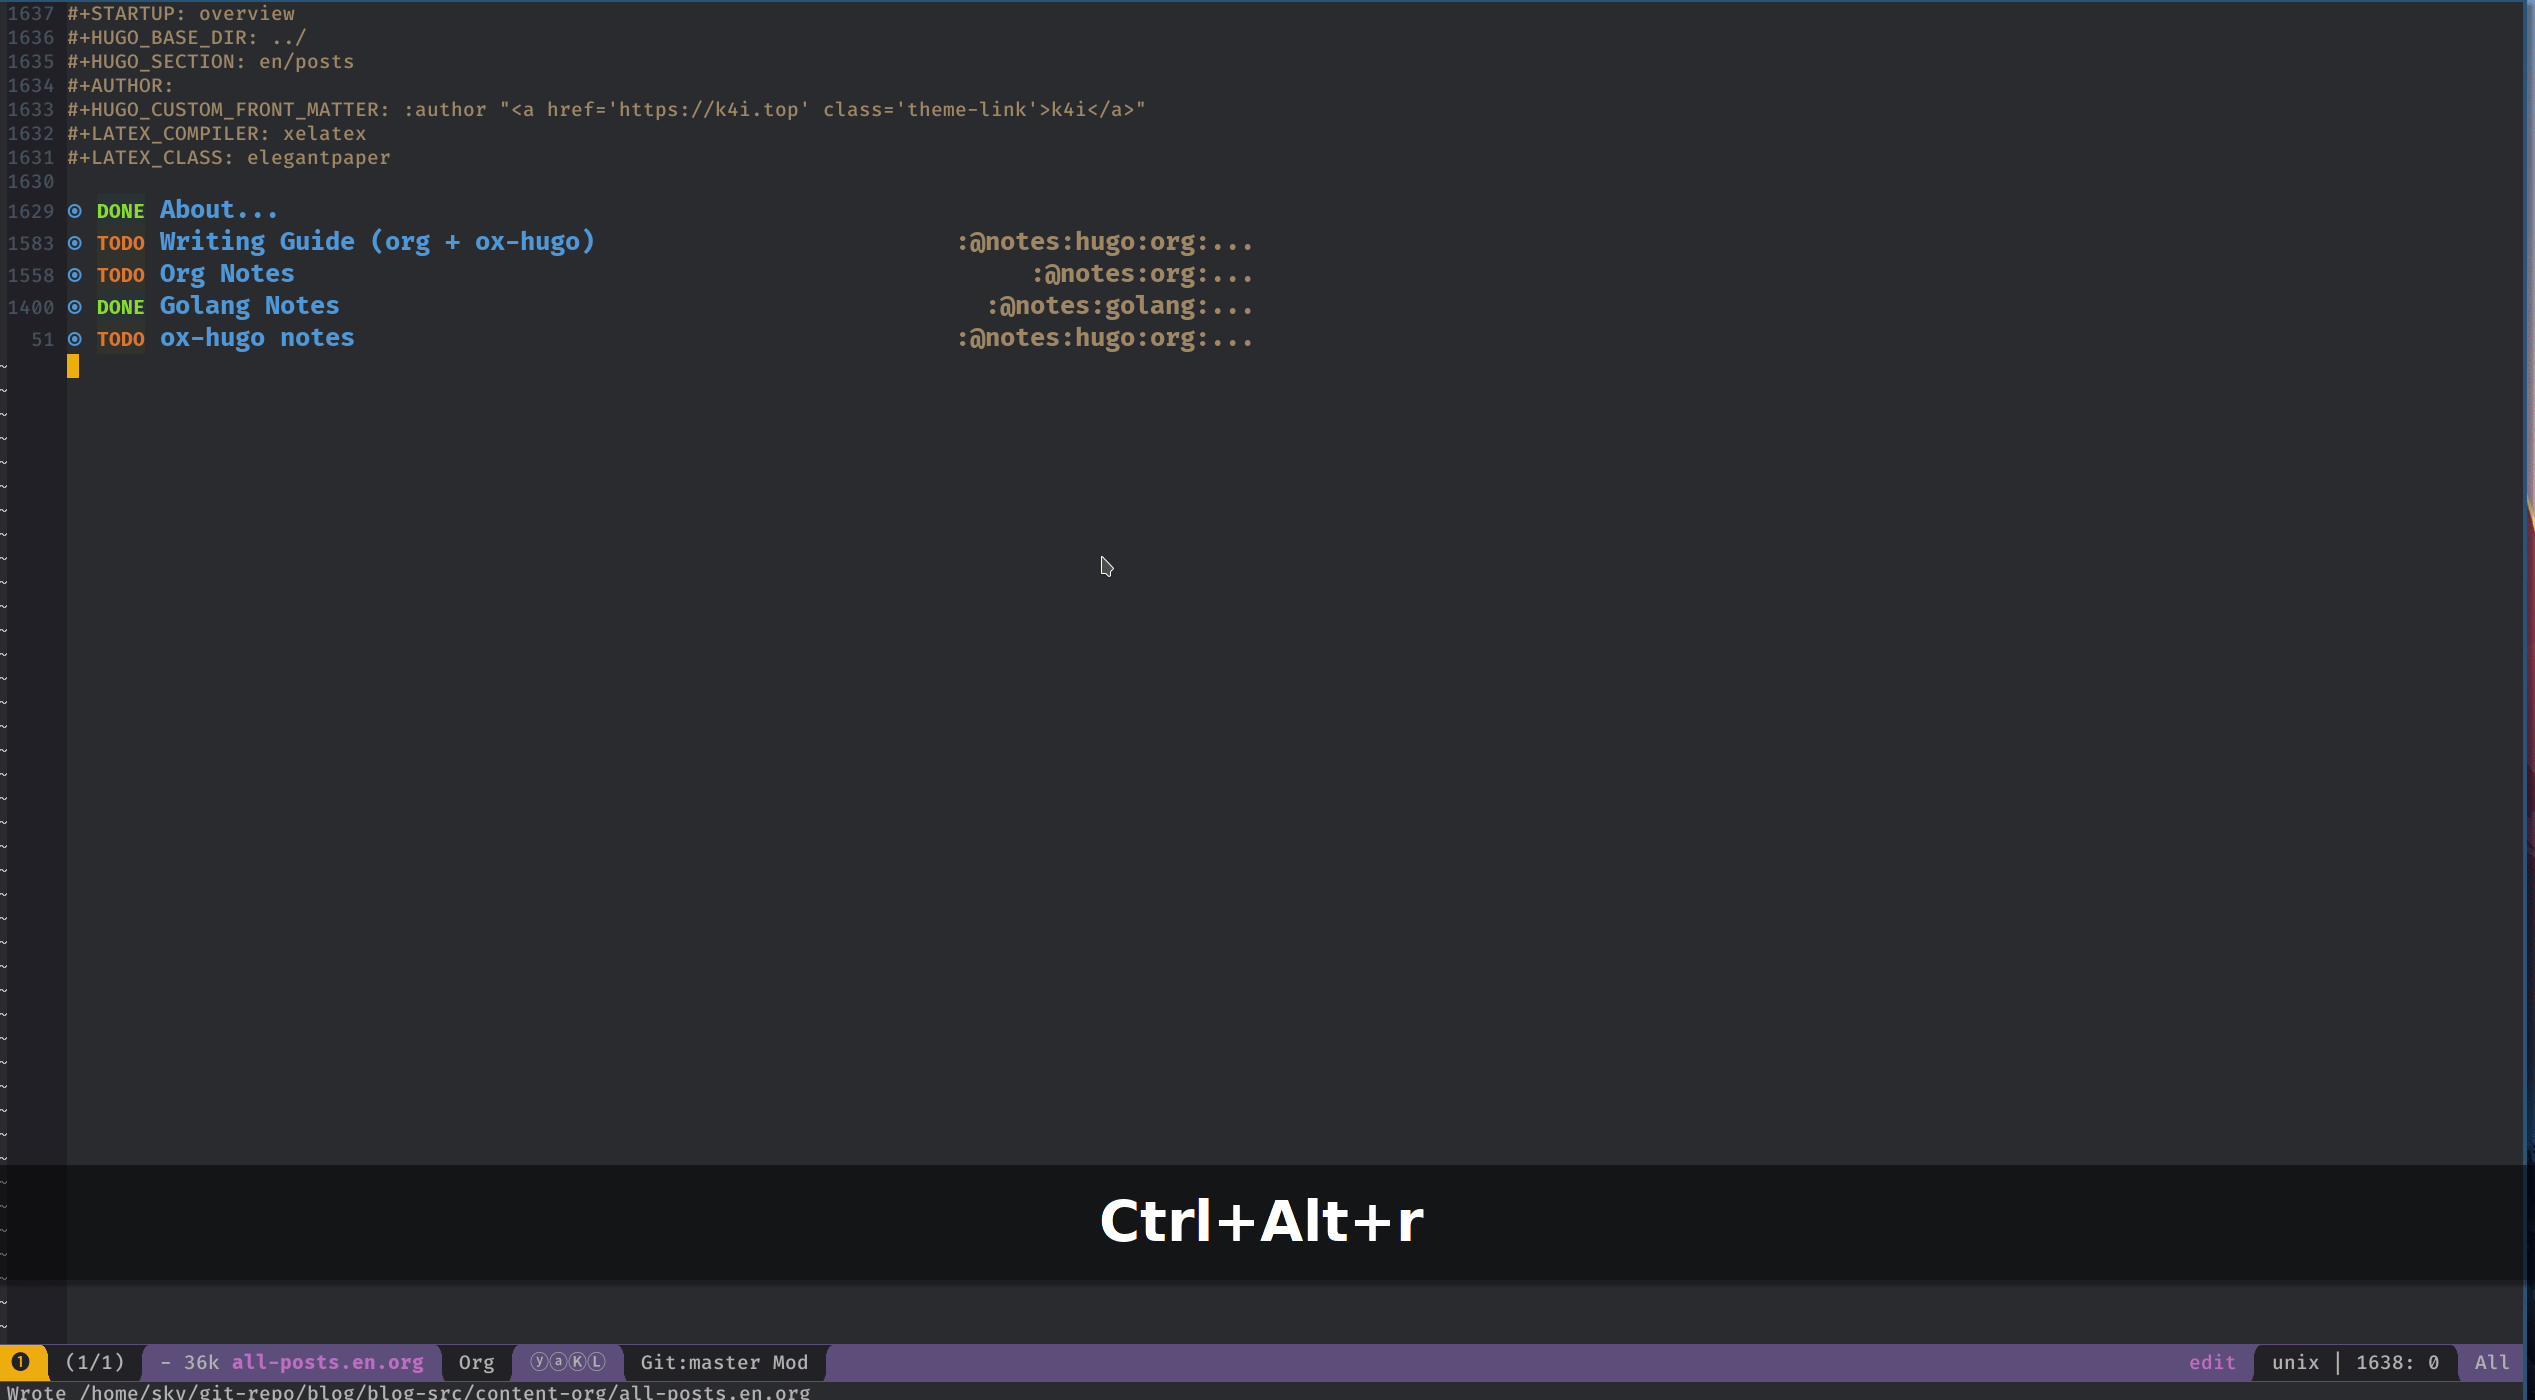 1637 #+STARTUP: overview
1636 #+HUGO_BASE_DIR: ../
1635 #+HUGO_SECTION: en/posts
1634 #+AUTHOR:
1633 #+HUGO_CUSTOM_FRONT_MATTER: :author "<a href='https://k4i.top' class='theme-link'>k4i</a>"
1632 #+LATEX_COMPILER: xelatex
1631 #+LATEX_CLASS: elegantpaper
1630
1629 DONE About...
1583 TODO Writing Guide (org + ox-hugo) :@notes:hugo:org:...
1558 TODO Org Notes :@notes:org:...
1400 DONE Golang Notes :@notes:golang:...
51 TODO ox-hugo notes :@notes:hugo:org:...
Ctrl+Alt+r
❶ (1/1) - 36k all-posts.en.org Org ⓨⓐⓀⓁ Git:master Mod edit unix | 1638: 0 All
Wrote /home/sky/git-repo/blog/blog-src/content-org/all-posts.en.org